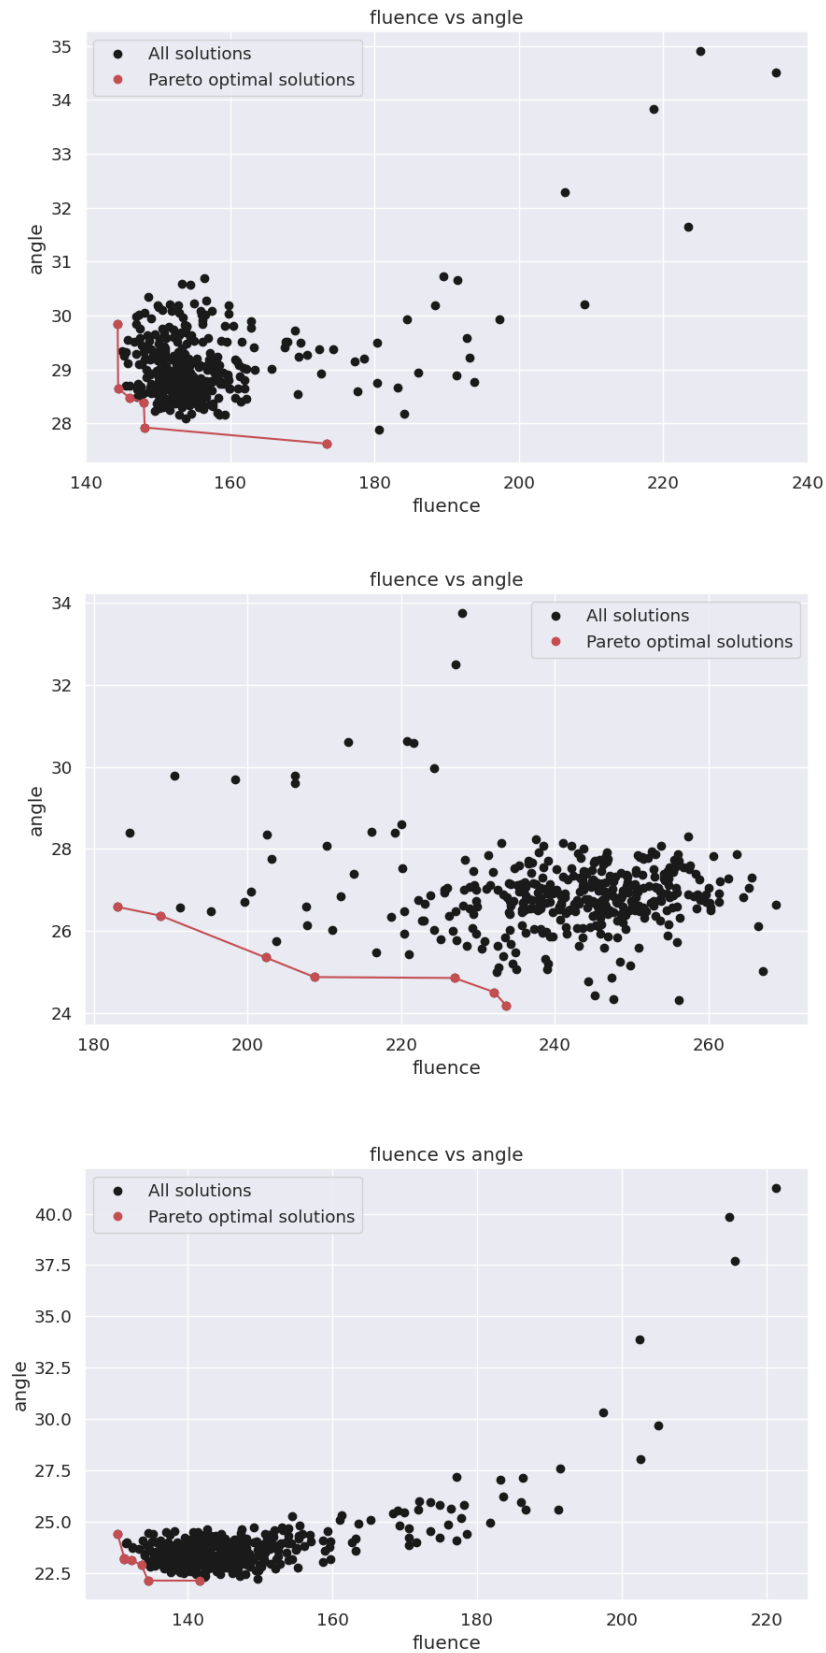 fluence vs angle
All solutions
Pareto optimal solutions
35
34
33
32
31
30
29
28
angle
140 160 180 200 220 240
fluence
fluence vs angle
All solutions
Pareto optimal solutions
34
32
30
28
26
24
angle
180 200 220 240 260
fluence
fluence vs angle
All solutions
Pareto optimal solutions
40.0
37.5
35.0
32.5
30.0
27.5
25.0
22.5
angle
140 160 180 200 220
fluence